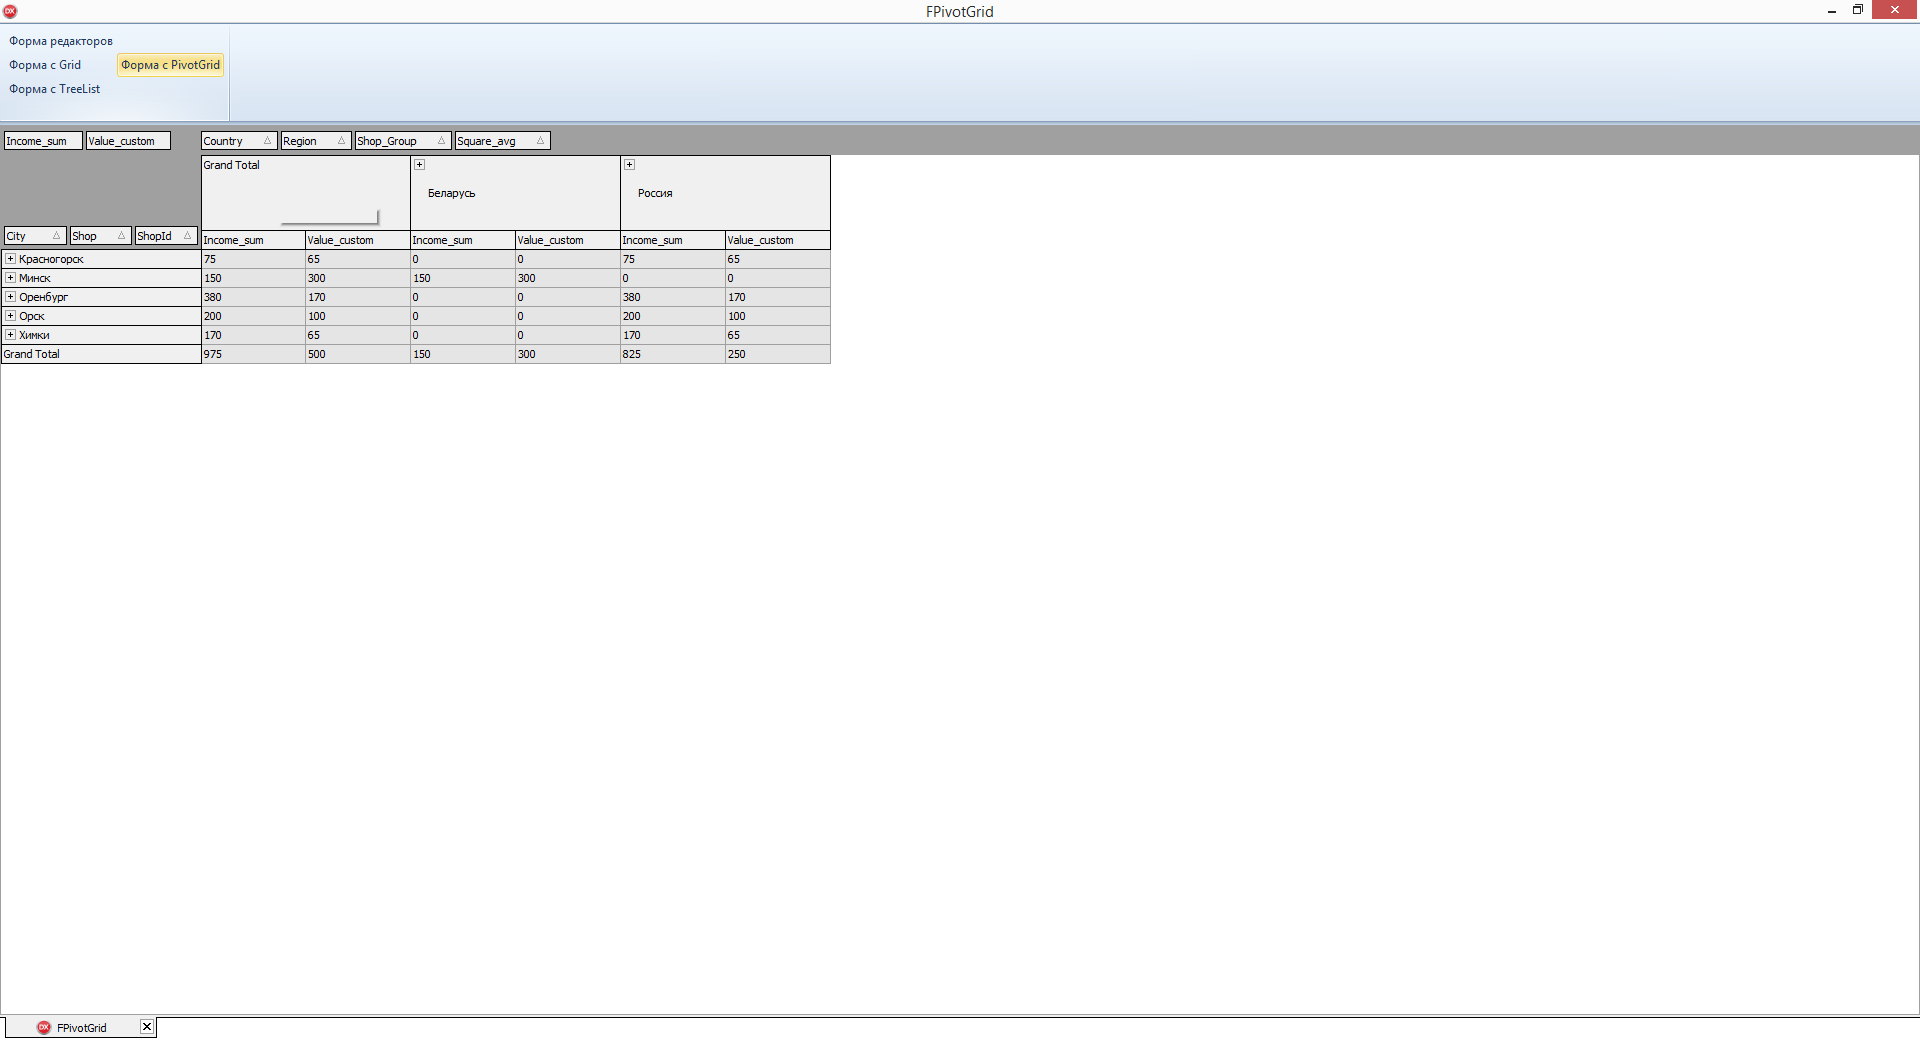 FPivotGrid
Форма редакторов
Форма с Grid Форма с PivotGrid
Форма с TreeList
Income_sum Value_custom Country Region Shop_Group Square_avg
Grand Total
Беларусь Россия
City Shop ShopId
Income_sum Value_custom Income_sum Value_custom Income_sum Value_custom
Красногорск 75 65 0 0 75 65
Минск 150 300 150 300 0 0
Оренбург 380 170 0 0 380 170
Орск 200 100 0 0 200 100
Химки 170 65 0 0 170 65
Grand Total 975 500 150 300 825 250
DX FPivotGrid